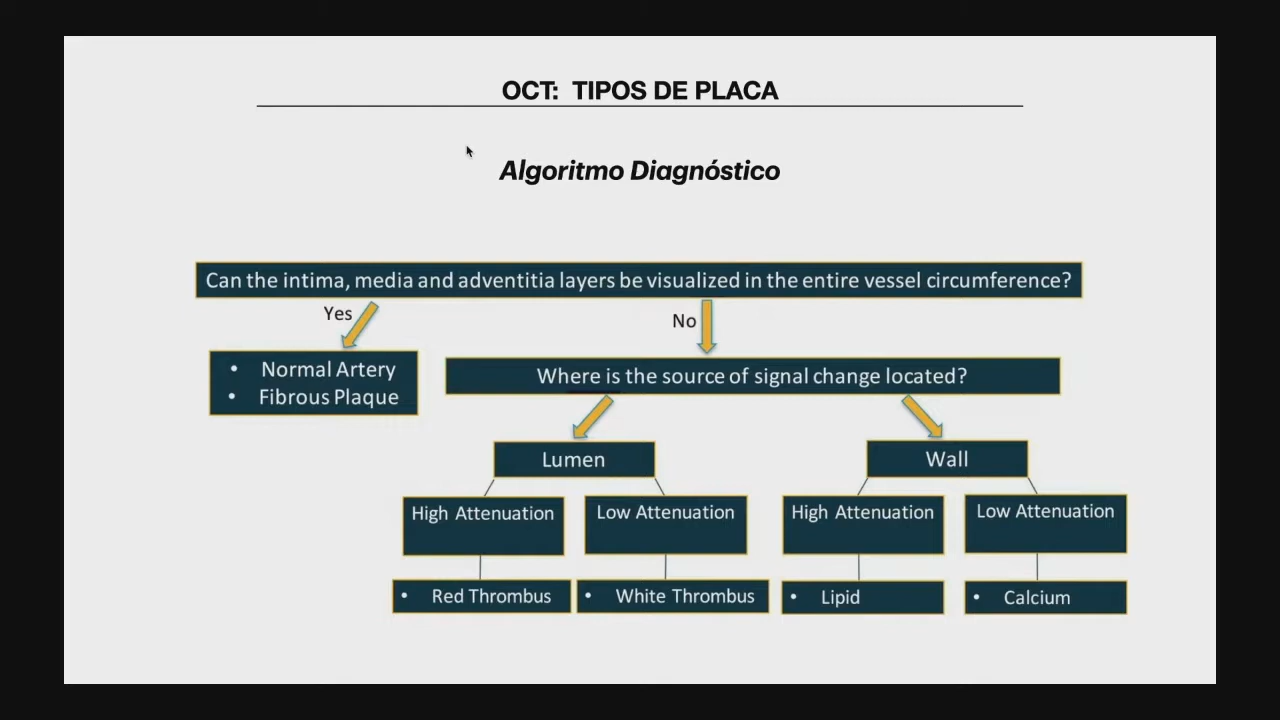 OCT: TIPOS DE PLACA
Algoritmo Diagnóstico
Can the intima, media and adventitia layers be visualized in the entire vessel circumference?
Yes
No
• Normal Artery
• Fibrous Plaque
Where is the source of signal change located?
Lumen
Wall
High Attenuation
Low Attenuation
High Attenuation
Low Attenuation
• Red Thrombus
• White Thrombus
• Lipid
• Calcium